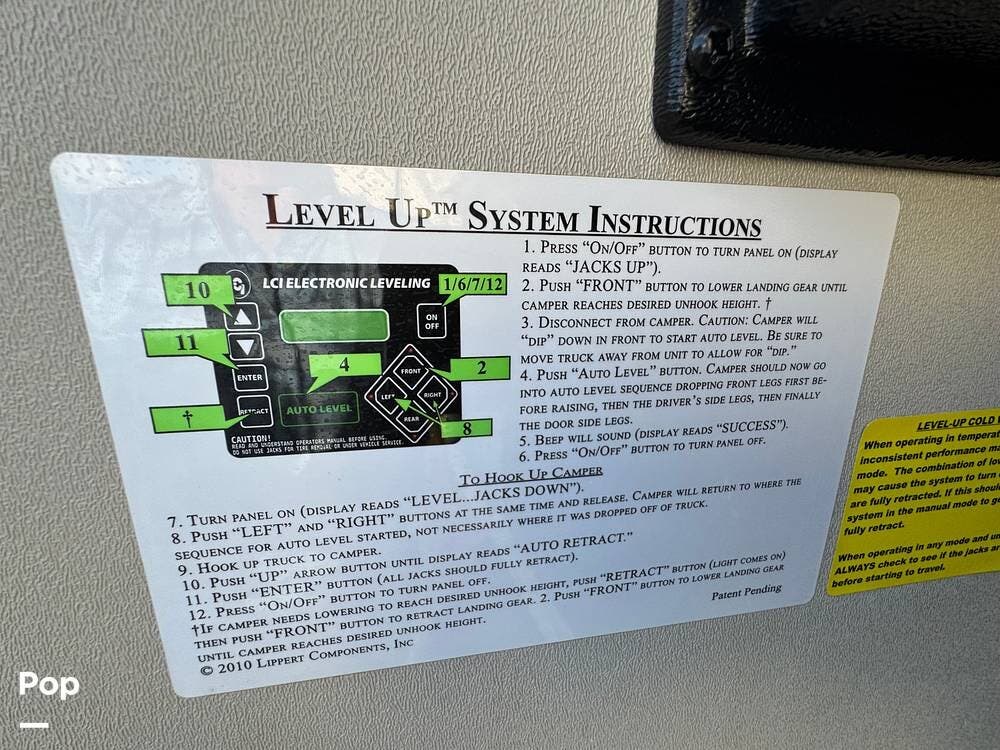 LEVEL UP™ SYSTEM INSTRUCTIONS
LCI ELECTRONIC LEVELING
10
1/6/7/12
ON
OFF
11
4
FRONT
2
ENTER
LEFT
RIGHT
†
RETRACT
AUTO LEVEL
REAR
8
CAUTION!
READ AND UNDERSTAND OPERATORS MANUAL BEFORE USING.
DO NOT USE JACKS FOR TIRE REMOVAL OR UNDER VEHICLE SERVICE.
1. PRESS “ON/OFF” BUTTON TO TURN PANEL ON (DISPLAY
READS “JACKS UP”).
2. PUSH “FRONT” BUTTON TO LOWER LANDING GEAR UNTIL
CAMPER REACHES DESIRED UNHOOK HEIGHT. †
3. DISCONNECT FROM CAMPER. CAUTION: CAMPER WILL
“DIP” DOWN IN FRONT TO START AUTO LEVEL. BE SURE TO
MOVE TRUCK AWAY FROM UNIT TO ALLOW FOR “DIP.”
4. PUSH “AUTO LEVEL” BUTTON. CAMPER SHOULD NOW GO
INTO AUTO LEVEL SEQUENCE DROPPING FRONT LEGS FIRST BE-
FORE RAISING, THEN THE DRIVER’S SIDE LEGS, THEN FINALLY
THE DOOR SIDE LEGS.
5. BEEP WILL SOUND (DISPLAY READS “SUCCESS”).
6. PRESS “ON/OFF” BUTTON TO TURN PANEL OFF.
TO HOOK UP CAMPER
7. TURN PANEL ON (DISPLAY READS “LEVEL...JACKS DOWN”).
8. PUSH “LEFT” AND “RIGHT” BUTTONS AT THE SAME TIME AND RELEASE. CAMPER WILL RETURN TO WHERE THE
SEQUENCE FOR AUTO LEVEL STARTED, NOT NECESSARILY WHERE IT WAS DROPPED OFF OF TRUCK.
9. HOOK UP TRUCK TO CAMPER.
10. PUSH “UP” ARROW BUTTON UNTIL DISPLAY READS “AUTO RETRACT.”
11. PUSH “ENTER” BUTTON (ALL JACKS SHOULD FULLY RETRACT).
12. PRESS “ON/OFF” BUTTON TO TURN PANEL OFF.
†IF CAMPER NEEDS LOWERING TO REACH DESIRED UNHOOK HEIGHT, PUSH “RETRACT” BUTTON (LIGHT COMES ON)
THEN PUSH “FRONT” BUTTON TO RETRACT LANDING GEAR. 2. PUSH “FRONT” BUTTON TO LOWER LANDING GEAR
UNTIL CAMPER REACHES DESIRED UNHOOK HEIGHT.
© 2010 LIPPERT COMPONENTS, INC
Patent Pending
LEVEL-UP COLD
When operating in
inconsistent performance
mode. The combination of
may cause the system to turn
are fully retracted. If this
system in the manual mode to
fully retract.
When operating in any mode and
ALWAYS check to see if the jacks
before starting to travel.
Pop